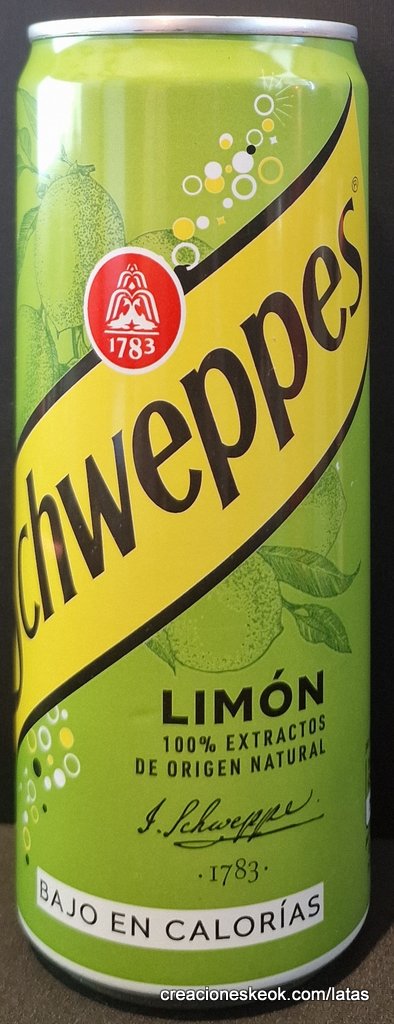 1783
Schweppes®
LIMÓN
100% EXTRACTOS
DE ORIGEN NATURAL
J. Schweppe.
·1783·
BAJO EN CALORÍAS
creacioneskeok.com/latas